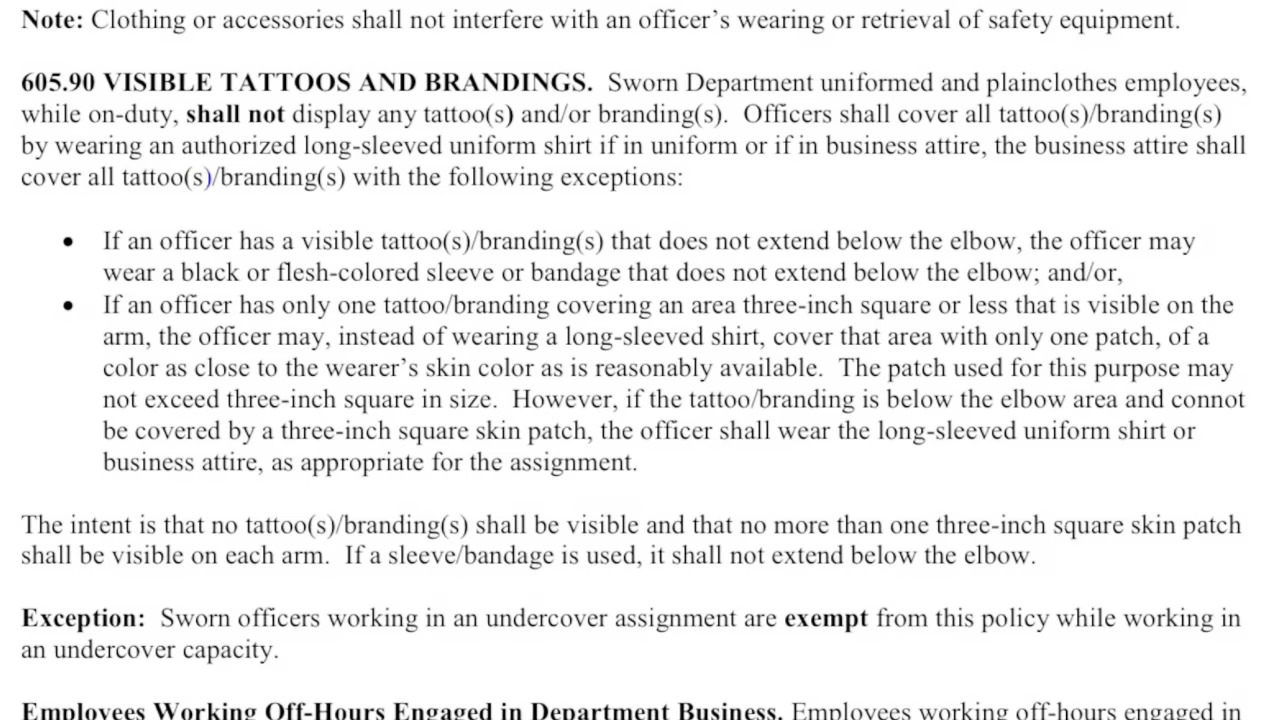 Note: Clothing or accessories shall not interfere with an officer's wearing or retrieval of safety equipment.
605.90 VISIBLE TATTOOS AND BRANDINGS. Sworn Department uniformed and plainclothes employees,
while on-duty, shall not display any tattoo(s) and/or branding(s). Officers shall cover all tattoo(s)/branding(s)
by wearing an authorized long-sleeved uniform shirt if in uniform or if in business attire, the business attire shall
cover all tattoo(s)/branding(s) with the following exceptions:
• If an officer has a visible tattoo(s)/branding(s) that does not extend below the elbow, the officer may
wear a black or flesh-colored sleeve or bandage that does not extend below the elbow; and/or,
• If an officer has only one tattoo/branding covering an area three-inch square or less that is visible on the
arm, the officer may, instead of wearing a long-sleeved shirt, cover that area with only one patch, of a
color as close to the wearer's skin color as is reasonably available. The patch used for this purpose may
not exceed three-inch square in size. However, if the tattoo/branding is below the elbow area and connot
be covered by a three-inch square skin patch, the officer shall wear the long-sleeved uniform shirt or
business attire, as appropriate for the assignment.
The intent is that no tattoo(s)/branding(s) shall be visible and that no more than one three-inch square skin patch
shall be visible on each arm. If a sleeve/bandage is used, it shall not extend below the elbow.
Exception: Sworn officers working in an undercover assignment are exempt from this policy while working in
an undercover capacity.
Employees Working Off-Hours Engaged in Department Business. Employees working off-hours engaged in